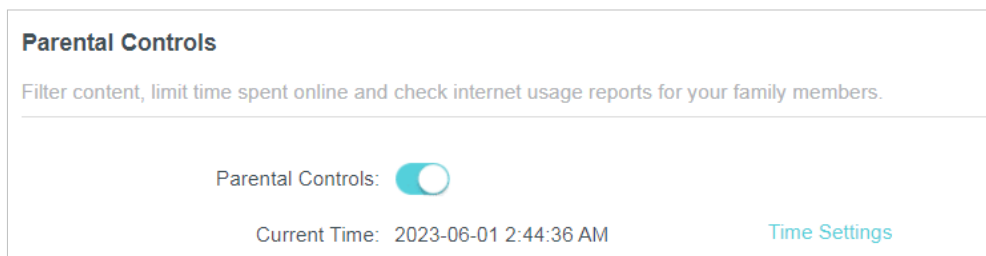 Parental Controls
Filter content, limit time spent online and check internet usage reports for your family members.
Parental Controls:
Current Time: 2023-06-01 2:44:36 AM Time Settings